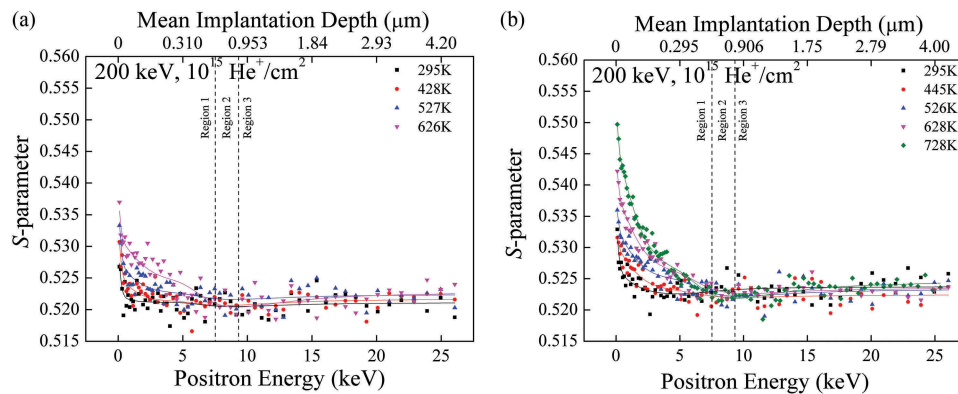 (a)
Mean Implantation Depth (μm)
0 0.310 0.953 1.84 2.93 4.20
0.560
0.555
0.550
0.545
0.540
0.535
0.530
0.525
0.520
0.515
S-parameter
200 keV, 10¹⁵ He⁺/cm²
Region 1
Region 2
Region 3
295K
428K
527K
626K
0 5 10 15 20 25
Positron Energy (keV)
(b)
Mean Implantation Depth (μm)
0 0.295 0.906 1.75 2.79 4.00
0.560
0.555
0.550
0.545
0.540
0.535
0.530
0.525
0.520
0.515
S-parameter
200 keV, 10¹⁵ He⁺/cm²
Region 1
Region 2
Region 3
295K
445K
526K
628K
728K
0 5 10 15 20 25
Positron Energy (keV)